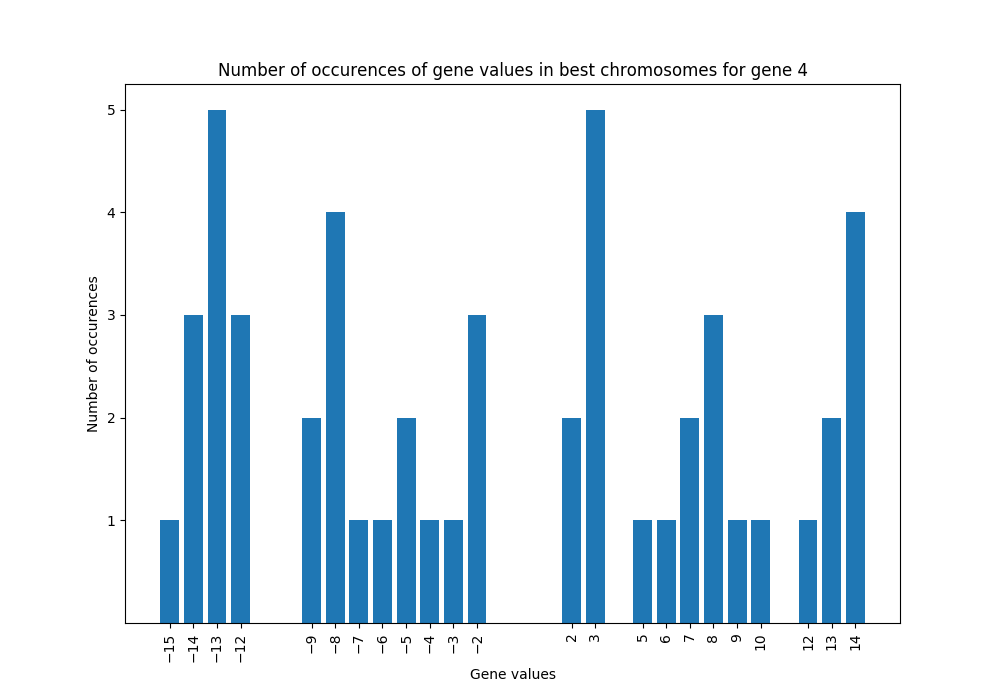 Number of occurences of gene values in best chromosomes for gene 4
5
4
3
2
1
Number of occurences
−15 −14 −13 −12 −9 −8 −7 −6 −5 −4 −3 −2 2 3 5 6 7 8 9 10 12 13 14
Gene values